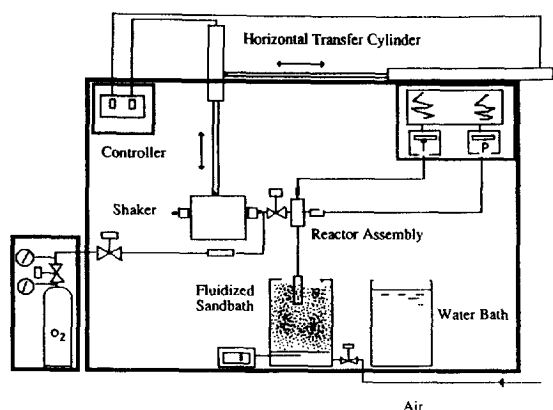 Horizontal Transfer Cylinder
Controller
T
P
Shaker
Reactor Assembly
Fluidized
Sandbath
Water Bath
O2
Air